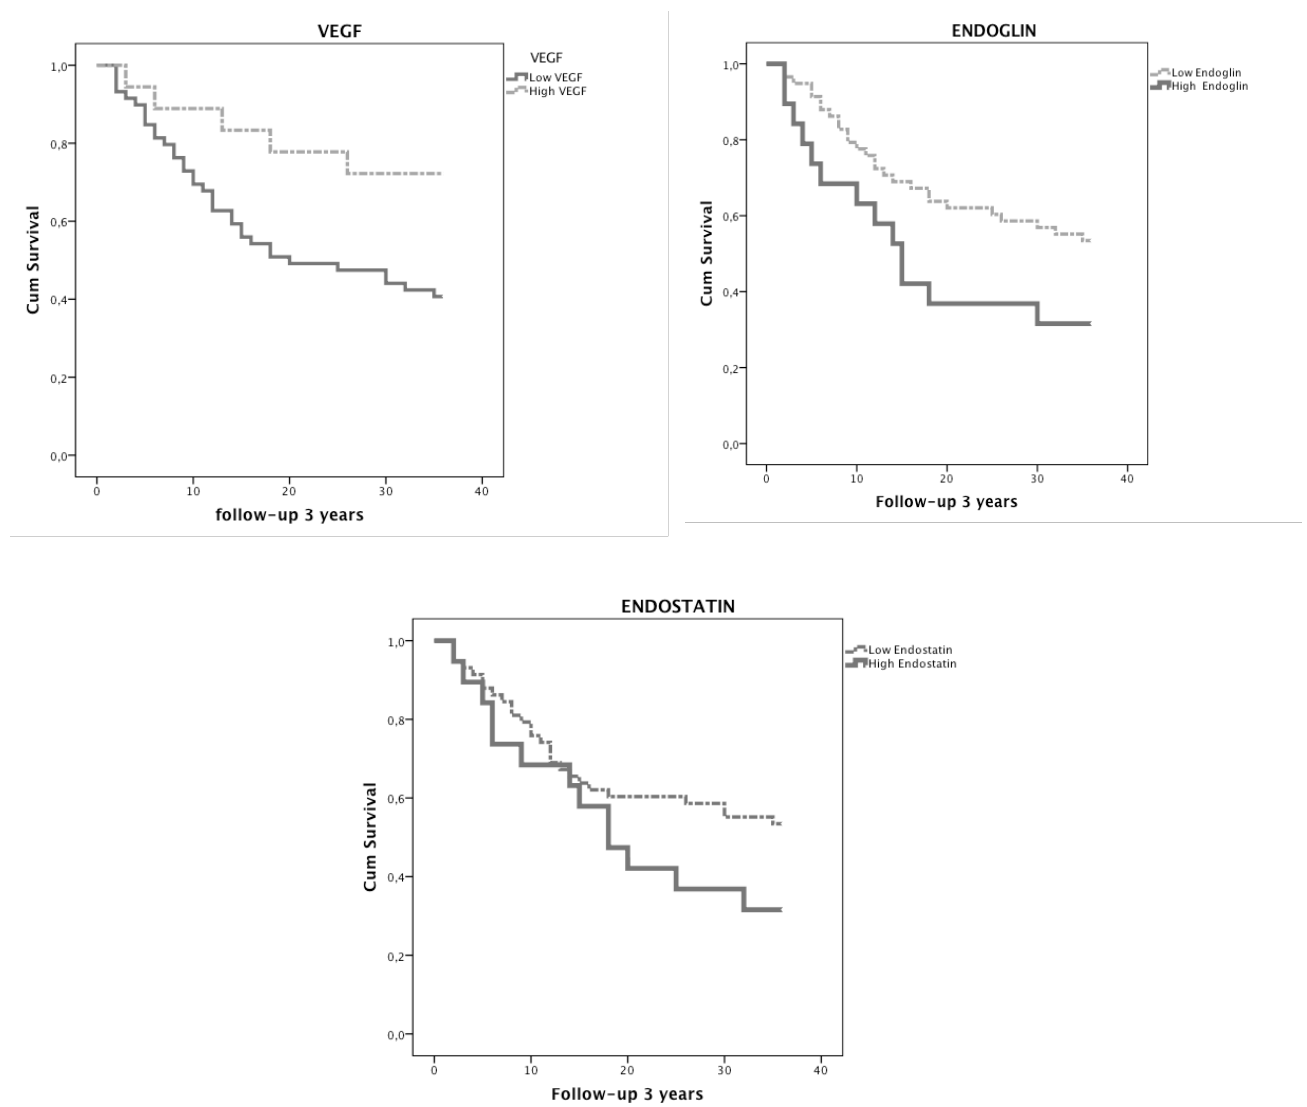 VEGF
VEGF
Low VEGF
High VEGF
1,0
0,8
0,6
0,4
0,2
0,0
Cum Survival
0 10 20 30 40
follow-up 3 years
ENDOGLIN
Low Endoglin
High Endoglin
1,0
0,8
0,6
0,4
0,2
0,0
Cum Survival
0 10 20 30 40
Follow-up 3 years
ENDOSTATIN
Low Endostatin
High Endostatin
1,0
0,8
0,6
0,4
0,2
0,0
Cum Survival
0 10 20 30 40
Follow-up 3 years